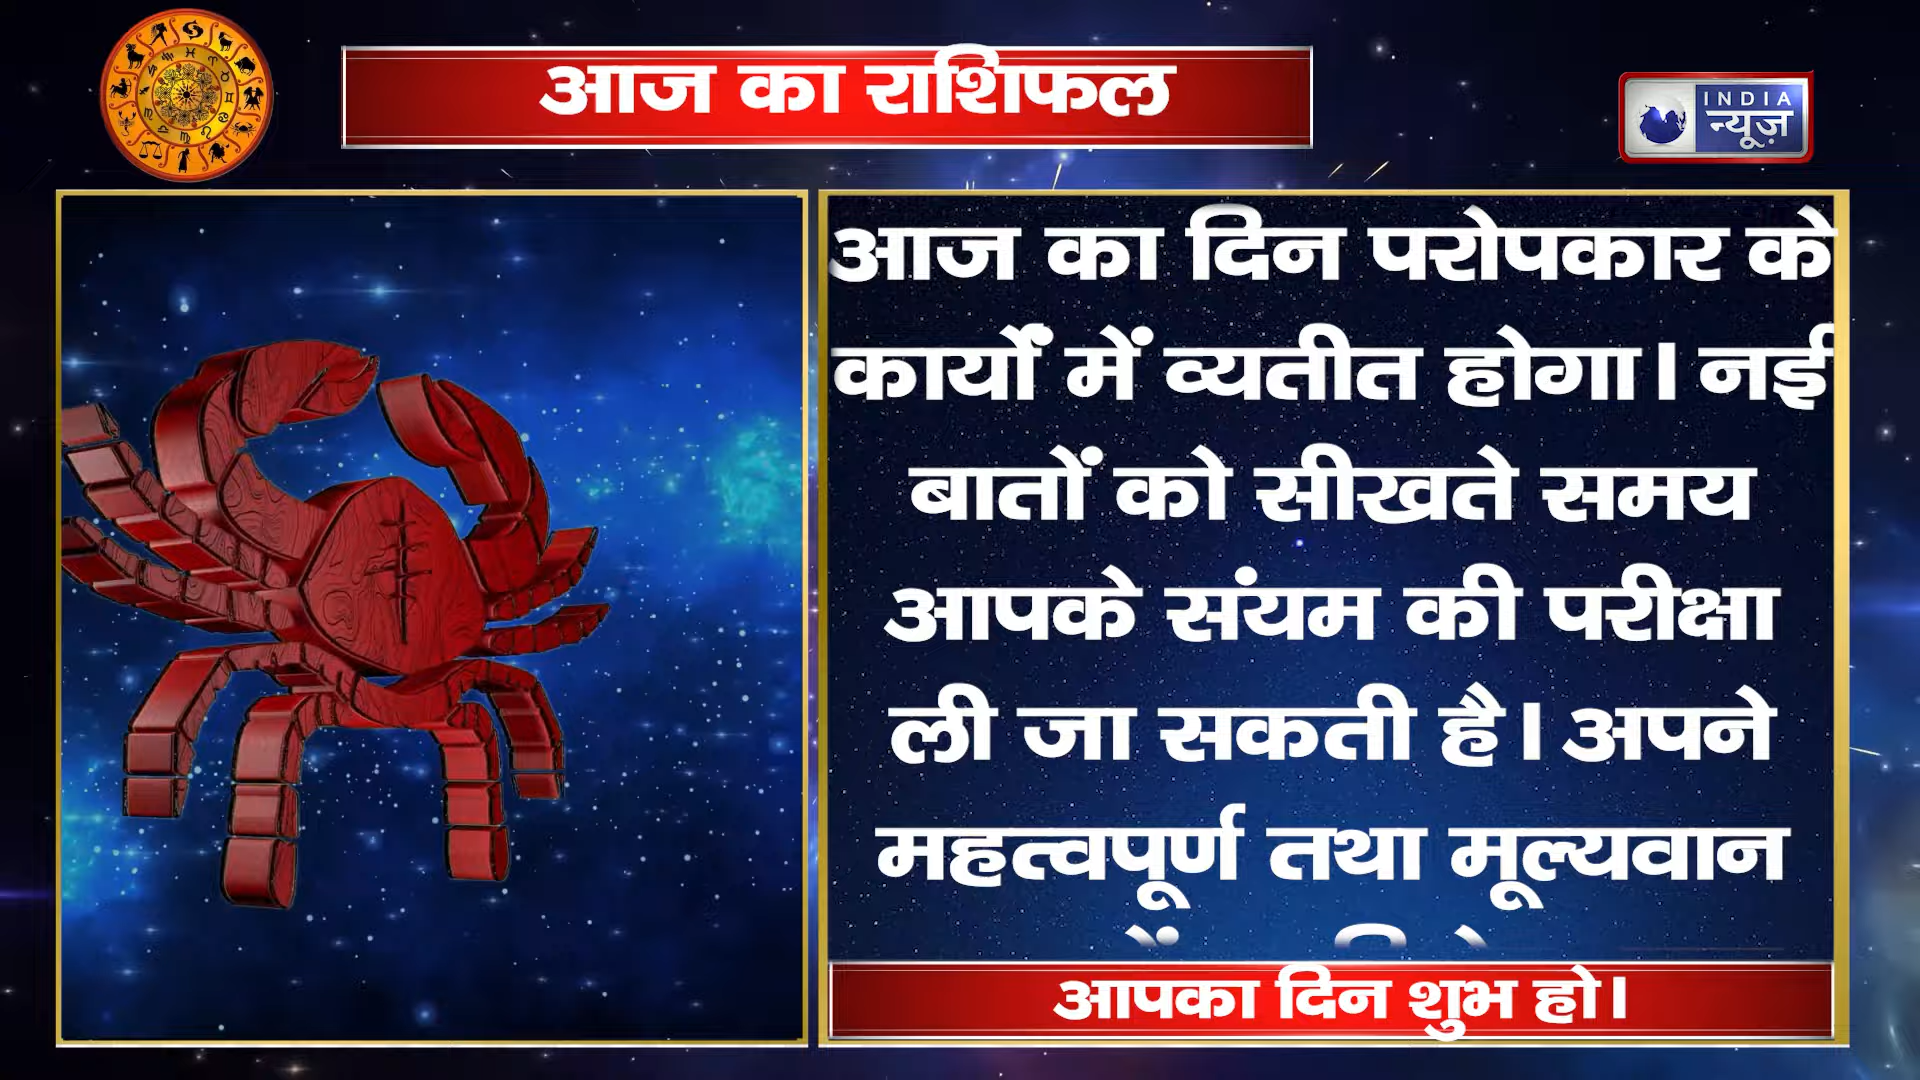 आज का राशिफल
INDIA
न्यूज़
आज का दिन परोपकार के
कार्यों में व्यतीत होगा। नई
बातों को सीखते समय
आपके संयम की परीक्षा
ली जा सकती है। अपने
महत्वपूर्ण तथा मूल्यवान
आपका दिन शुभ हो।